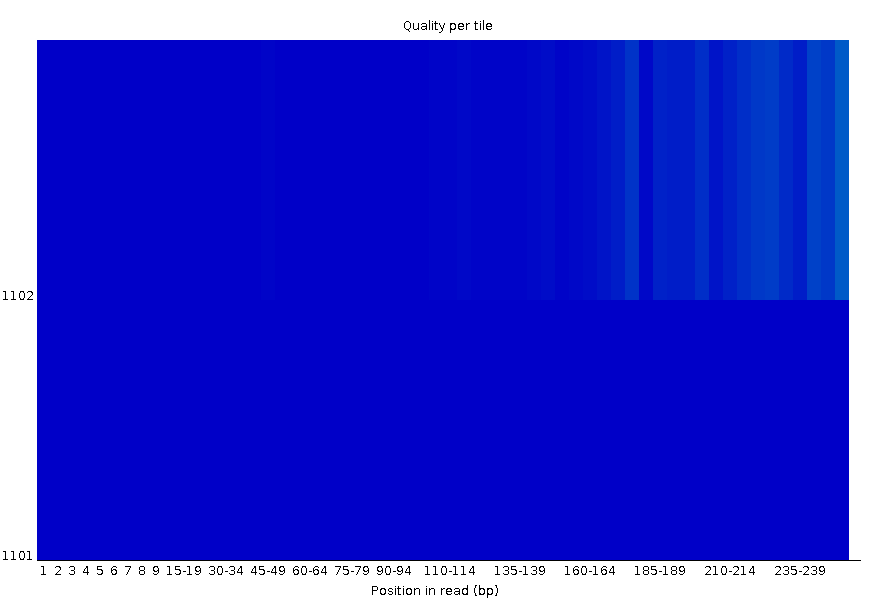 Quality per tile
1102
1101
1 2 3 4 5 6 7 8 9 15-19 30-34 45-49 60-64 75-79 90-94 110-114 135-139 160-164 185-189 210-214 235-239
Position in read (bp)